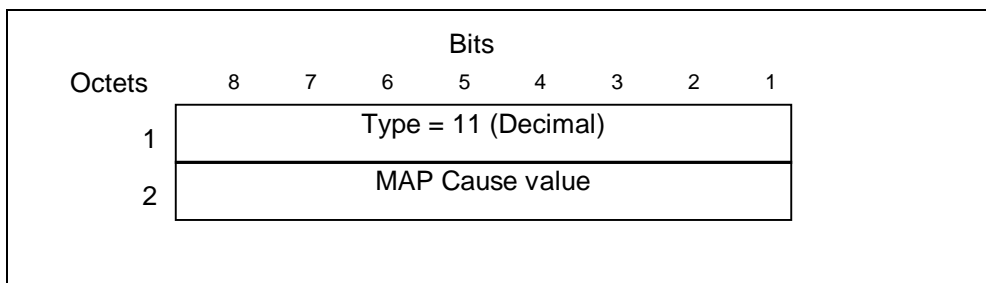 Bits
Octets 8 7 6 5 4 3 2 1
1 Type = 11 (Decimal)
2 MAP Cause value